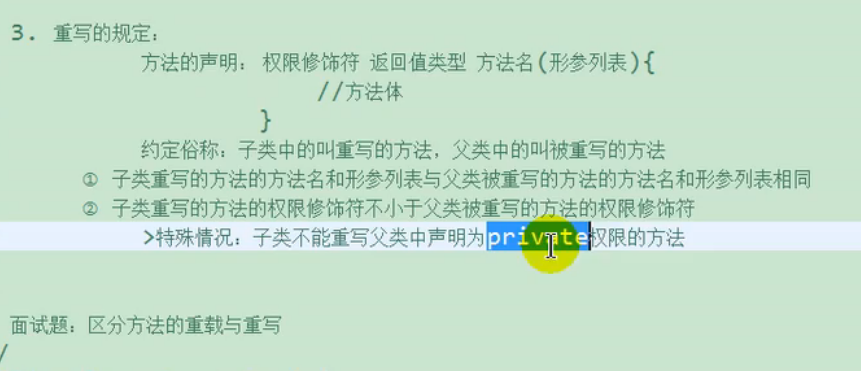 3. 重写的规定：
方法的声明： 权限修饰符 返回值类型 方法名(形参列表){
//方法体
}
约定俗称：子类中的叫重写的方法，父类中的叫被重写的方法
① 子类重写的方法的方法名和形参列表与父类被重写的方法的方法名和形参列表相同
② 子类重写的方法的权限修饰符不小于父类被重写的方法的权限修饰符
>特殊情况：子类不能重写父类中声明为private权限的方法
面试题：区分方法的重载与重写
/